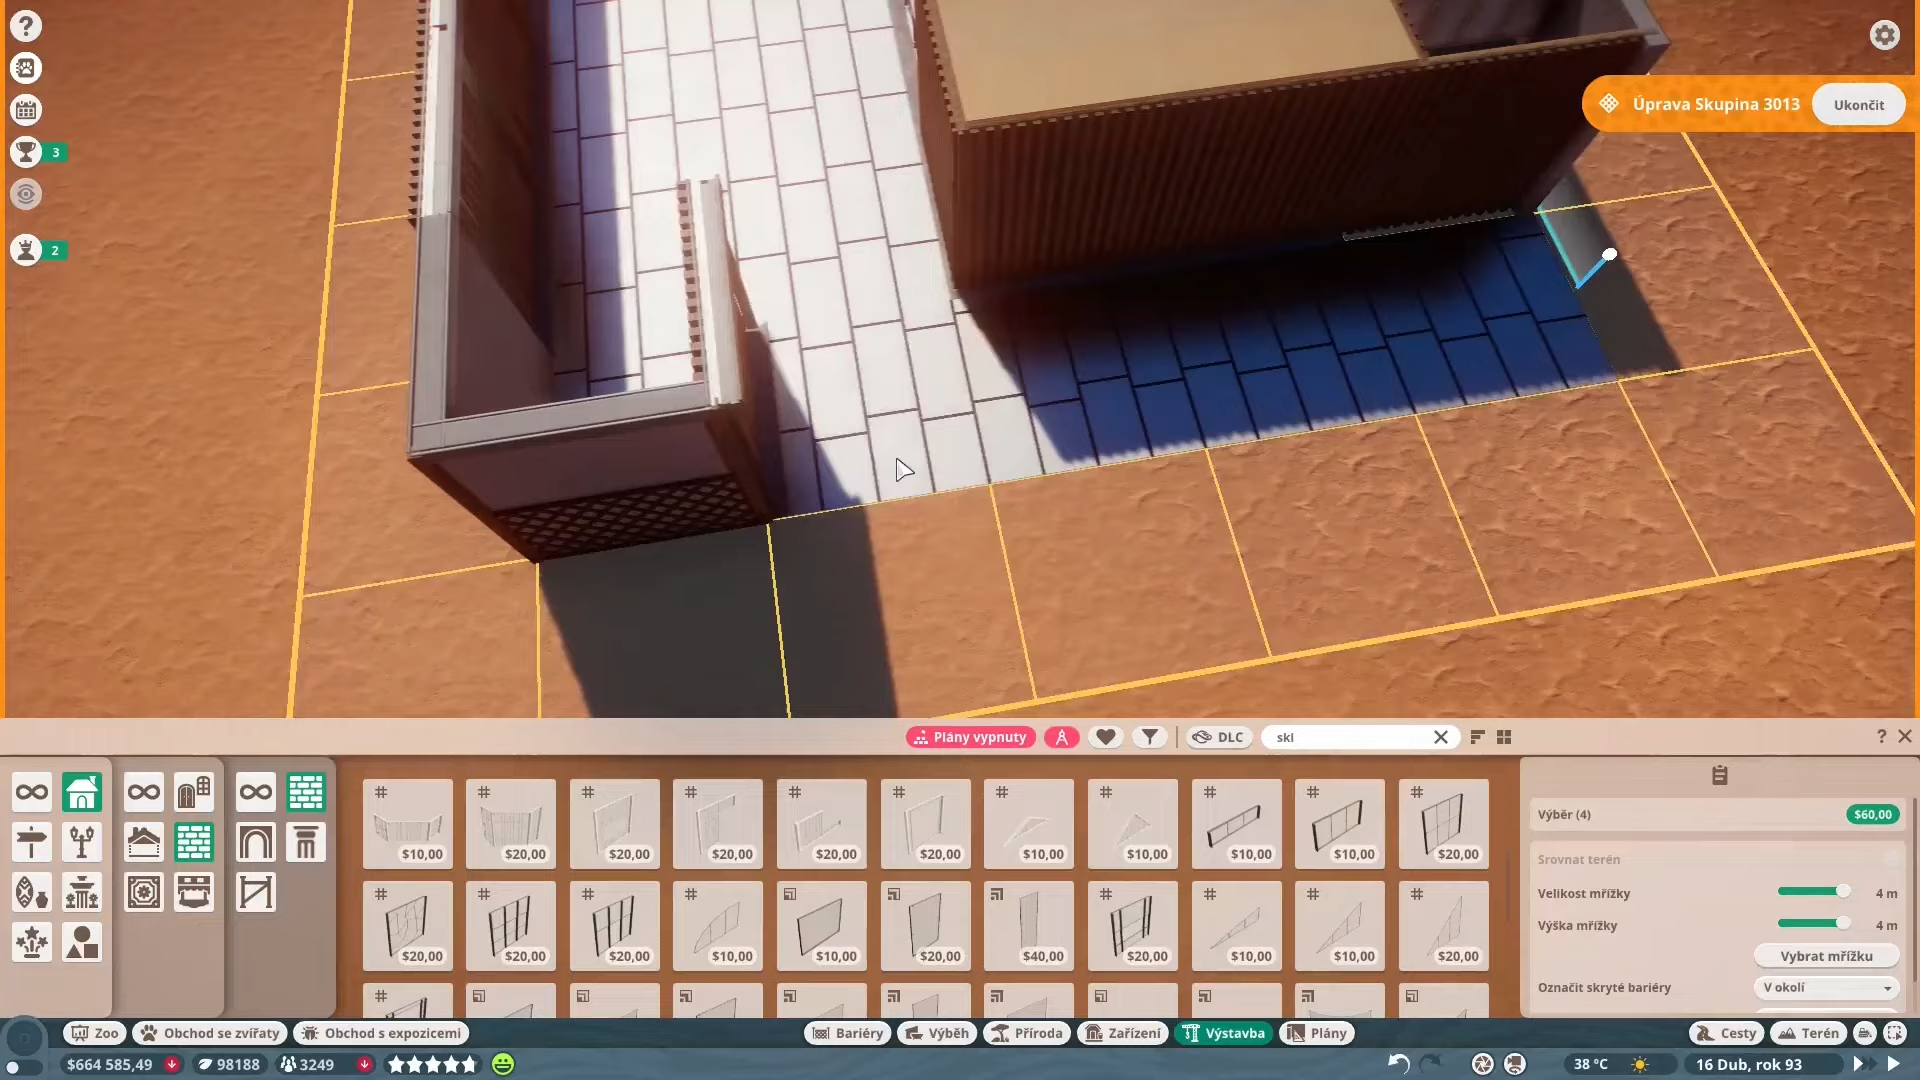 3
2
Úprava Skupina 3013
Ukončit
Plány vypnuty
DLC
skl
?
$10,00
$20,00
$20,00
$20,00
$20,00
$20,00
$10,00
$10,00
$10,00
$10,00
$20,00
$20,00
$20,00
$20,00
$10,00
$10,00
$20,00
$40,00
$20,00
$10,00
$10,00
$20,00
Výběr (4)
$60,00
Srovnat terén
Velikost mřížky
4 m
Výška mřížky
4 m
Vybrat mřížku
Označit skryté bariéry
V okolí
Zoo
Obchod se zvířaty
Obchod s expozicemi
Bariéry
Výběh
Příroda
Zařízení
Výstavba
Plány
Cesty
Terén
$664 585,49
98188
3249
38 °C
16 Dub, rok 93